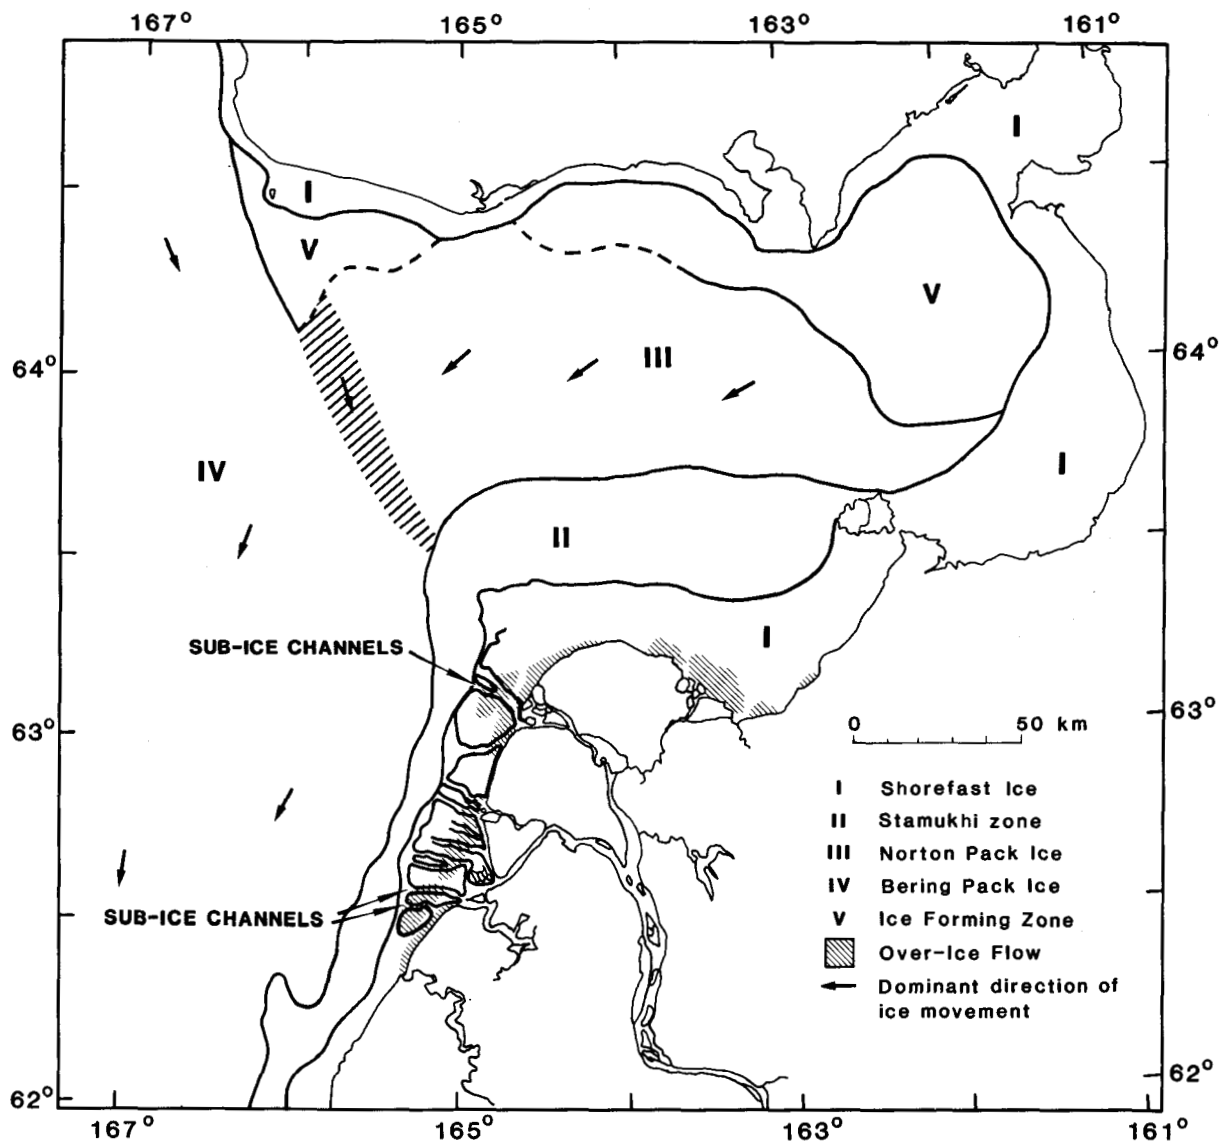 167° 165° 163° 161°
I
I
V
V
64° III 64°
IV I
II
SUB-ICE CHANNELS I
63° 63°
0 50 km
I Shorefast Ice
II Stamukhi zone
III Norton Pack Ice
IV Bering Pack Ice
SUB-ICE CHANNELS V Ice Forming Zone
Over-Ice Flow
Dominant direction of
ice movement
62° 62°
167° 165° 163° 161°